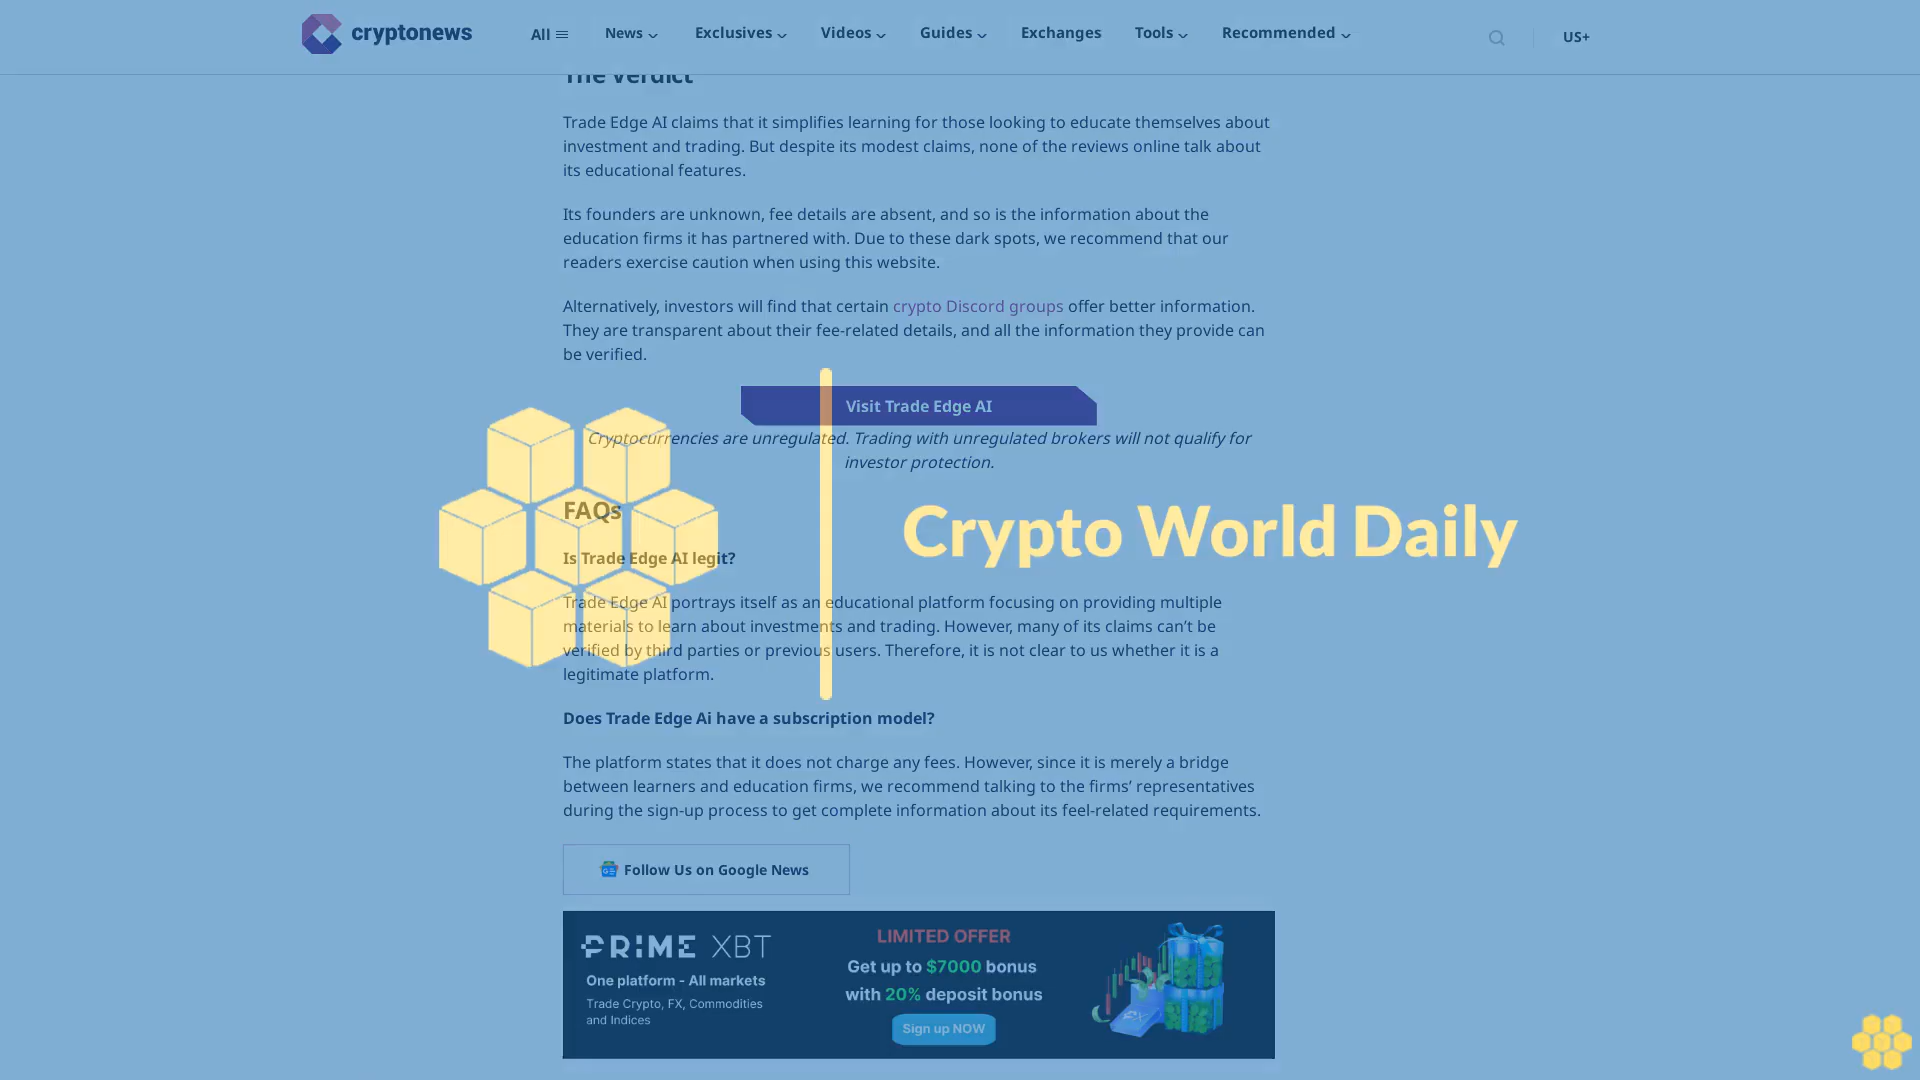 cryptonews
All
News
Exclusives
Videos
Guides
Exchanges
Tools
Recommended
US+
The Verdict
Trade Edge AI claims that it simplifies learning for those looking to educate themselves about
investment and trading. But despite its modest claims, none of the reviews online talk about
its educational features.
Its founders are unknown, fee details are absent, and so is the information about the
education firms it has partnered with. Due to these dark spots, we recommend that our
readers exercise caution when using this website.
Alternatively, investors will find that certain crypto Discord groups offer better information.
They are transparent about their fee-related details, and all the information they provide can
be verified.
Visit Trade Edge AI
Cryptocurrencies are unregulated. Trading with unregulated brokers will not qualify for
investor protection.
FAQs
Crypto World Daily
Is Trade Edge AI legit?
Trade Edge AI portrays itself as an educational platform focusing on providing multiple
materials to learn about investments and trading. However, many of its claims can’t be
verified by third parties or previous users. Therefore, it is not clear to us whether it is a
legitimate platform.
Does Trade Edge Ai have a subscription model?
The platform states that it does not charge any fees. However, since it is merely a bridge
between learners and education firms, we recommend talking to the firms’ representatives
during the sign-up process to get complete information about its feel-related requirements.
Follow Us on Google News
PRIME XBT
One platform - All markets
Trade Crypto, FX, Commodities
and Indices
LIMITED OFFER
Get up to $7000 bonus
with 20% deposit bonus
Sign up NOW